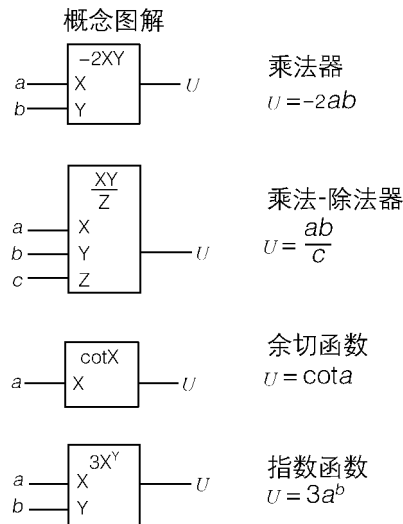 概念图解
-2XY
a X U
b Y
乘法器
U=-2ab
XY
Z
a X
b Y U
c Z
乘法-除法器
U=ab/c
cotX
a X U
余切函数
U=cota
3X^Y
a X U
b Y
指数函数
U=3a^b